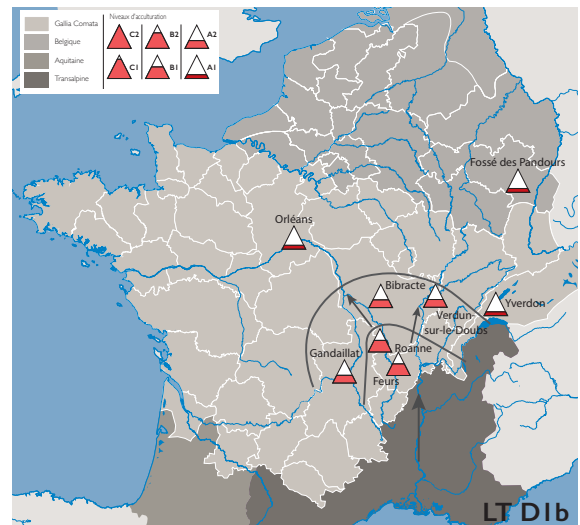 Gallia Comata
Belgique
Aquitaine
Transalpine
Niveaux d'acculturation
C2
B2
A2
C1
B1
A1
Fossé des Pandours
Orléans
Bibracte
Yverdon
Verdun-
sur-le-Doubs
Gandaillat
Roanne
Feurs
LT D1b